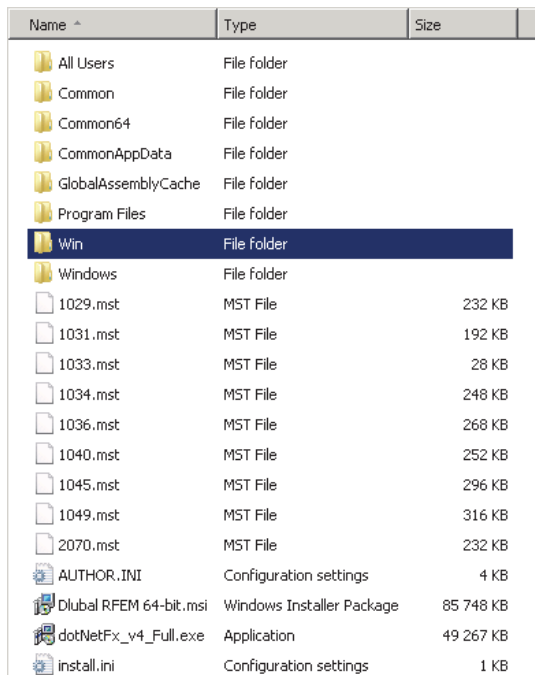 Name Type Size
All Users File folder
Common File folder
Common64 File folder
CommonAppData File folder
GlobalAssemblyCache File folder
Program Files File folder
Win File folder
Windows File folder
1029.mst MST File 232 KB
1031.mst MST File 192 KB
1033.mst MST File 28 KB
1034.mst MST File 248 KB
1036.mst MST File 268 KB
1040.mst MST File 252 KB
1045.mst MST File 296 KB
1049.mst MST File 316 KB
2070.mst MST File 232 KB
AUTHOR.INI Configuration settings 4 KB
Dlubal RFEM 64-bit.msi Windows Installer Package 85 748 KB
dotNetFx_v4_Full.exe Application 49 267 KB
install.ini Configuration settings 1 KB